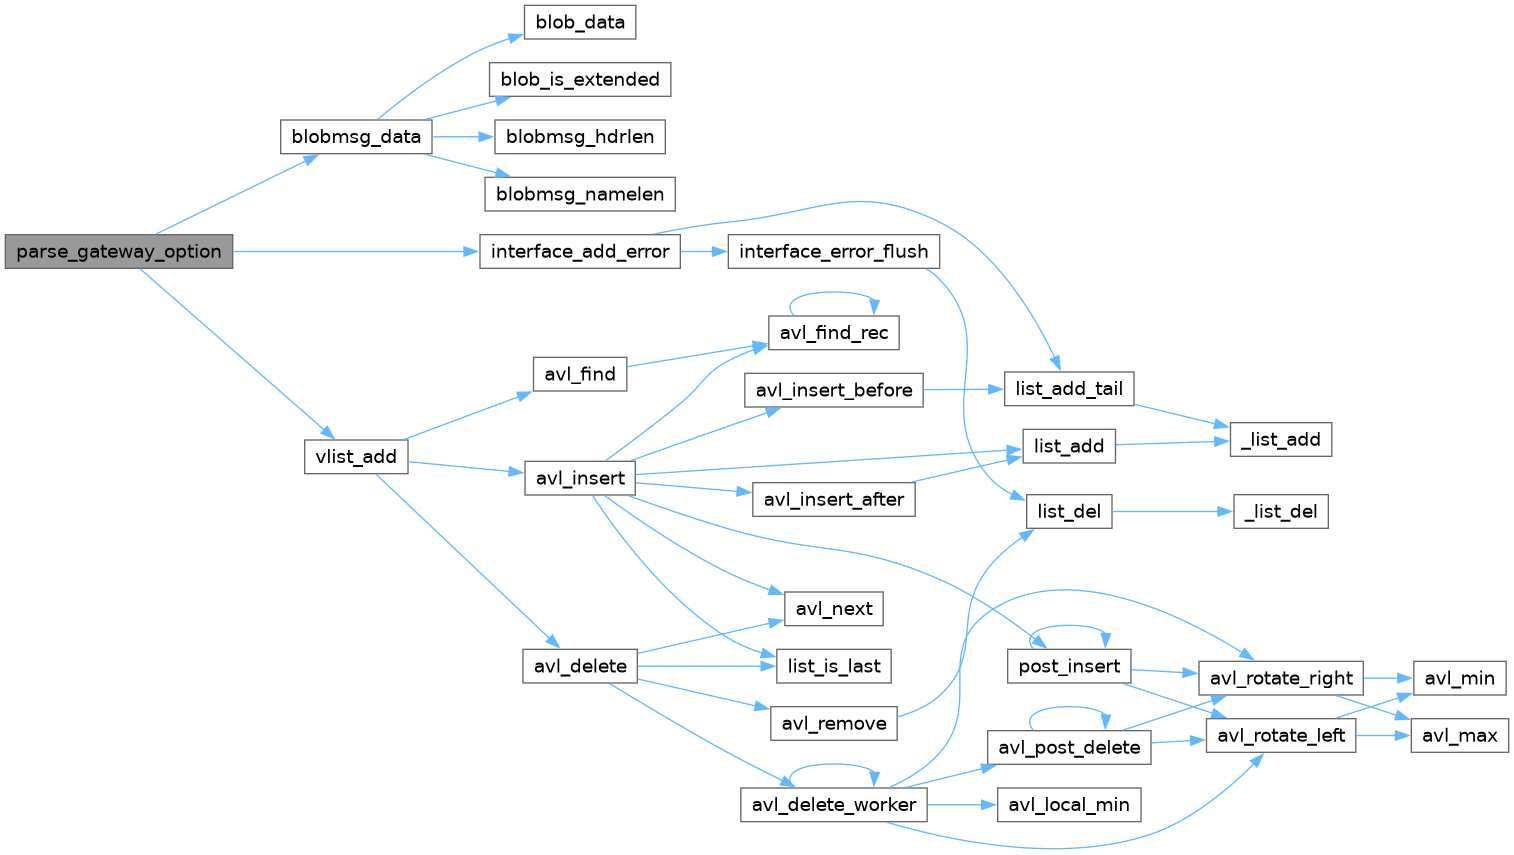 blob_data
blob_is_extended
blobmsg_data
blobmsg_hdrlen
blobmsg_namelen
parse_gateway_option
interface_add_error
interface_error_flush
avl_find_rec
avl_find
avl_insert_before
list_add_tail
_list_add
list_add
vlist_add
avl_insert
avl_insert_after
list_del
_list_del
avl_next
avl_delete
list_is_last
post_insert
avl_rotate_right
avl_min
avl_remove
avl_rotate_left
avl_max
avl_post_delete
avl_delete_worker
avl_local_min